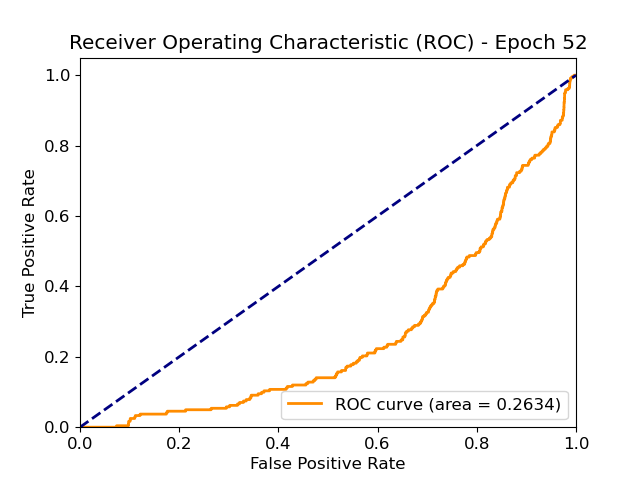 Receiver Operating Characteristic (ROC) - Epoch 52
True Positive Rate
1.0
0.8
0.6
0.4
0.2
0.0
ROC curve (area = 0.2634)
0.0 0.2 0.4 0.6 0.8 1.0
False Positive Rate